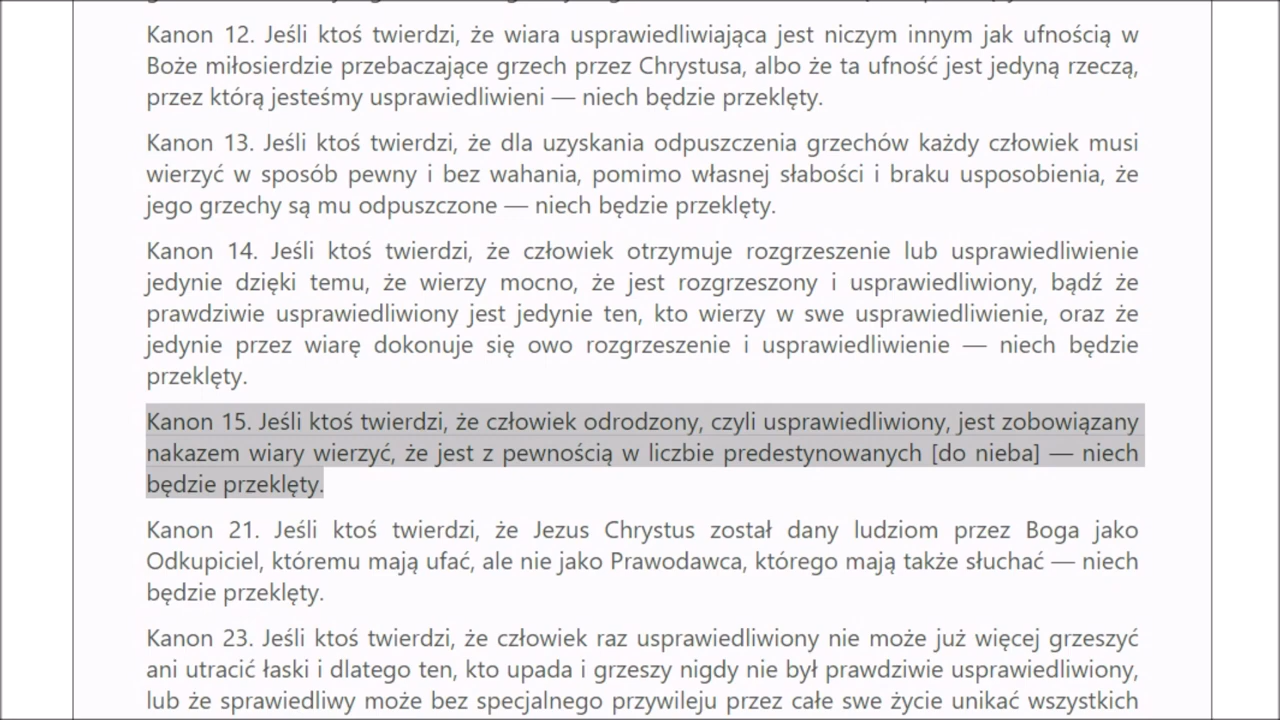 Kanon 12. Jeśli ktoś twierdzi, że wiara usprawiedliwiająca jest niczym innym jak ufnością w
Boże miłosierdzie przebaczające grzech przez Chrystusa, albo że ta ufność jest jedyną rzeczą,
przez którą jesteśmy usprawiedliwieni — niech będzie przeklęty.
Kanon 13. Jeśli ktoś twierdzi, że dla uzyskania odpuszczenia grzechów każdy człowiek musi
wierzyć w sposób pewny i bez wahania, pomimo własnej słabości i braku usposobienia, że
jego grzechy są mu odpuszczone — niech będzie przeklęty.
Kanon 14. Jeśli ktoś twierdzi, że człowiek otrzymuje rozgrzeszenie lub usprawiedliwienie
jedynie dzięki temu, że wierzy mocno, że jest rozgrzeszony i usprawiedliwiony, bądź że
prawdziwie usprawiedliwiony jest jedynie ten, kto wierzy w swe usprawiedliwienie, oraz że
jedynie przez wiarę dokonuje się owo rozgrzeszenie i usprawiedliwienie — niech będzie
przeklęty.
Kanon 15. Jeśli ktoś twierdzi, że człowiek odrodzony, czyli usprawiedliwiony, jest zobowiązany
nakazem wiary wierzyć, że jest z pewnością w liczbie predestynowanych [do nieba] — niech
będzie przeklęty.
Kanon 21. Jeśli ktoś twierdzi, że Jezus Chrystus został dany ludziom przez Boga jako
Odkupiciel, któremu mają ufać, ale nie jako Prawodawca, którego mają także słuchać — niech
będzie przeklęty.
Kanon 23. Jeśli ktoś twierdzi, że człowiek raz usprawiedliwiony nie może już więcej grzeszyć
ani utracić łaski i dlatego ten, kto upada i grzeszy nigdy nie był prawdziwie usprawiedliwiony,
lub że sprawiedliwy może bez specjalnego przywileju przez całe swe życie unikać wszystkich